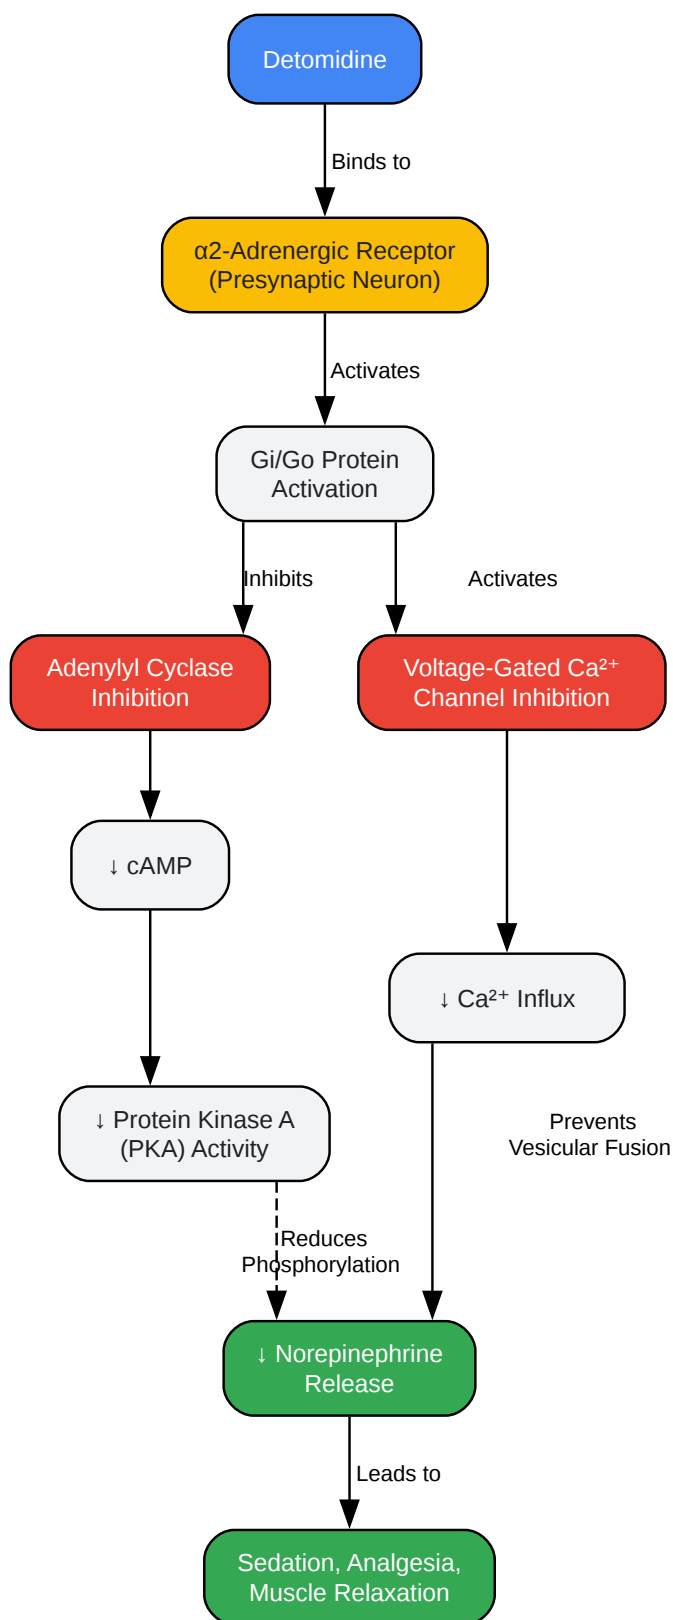 Detomidine
Binds to
α2-Adrenergic Receptor
(Presynaptic Neuron)
Activates
Gi/Go Protein
Activation
Inhibits
Activates
Adenylyl Cyclase
Inhibition
Voltage-Gated Ca²⁺
Channel Inhibition
↓ cAMP
↓ Ca²⁺ Influx
↓ Protein Kinase A
(PKA) Activity
Prevents
Vesicular Fusion
Reduces
Phosphorylation
↓ Norepinephrine
Release
Leads to
Sedation, Analgesia,
Muscle Relaxation